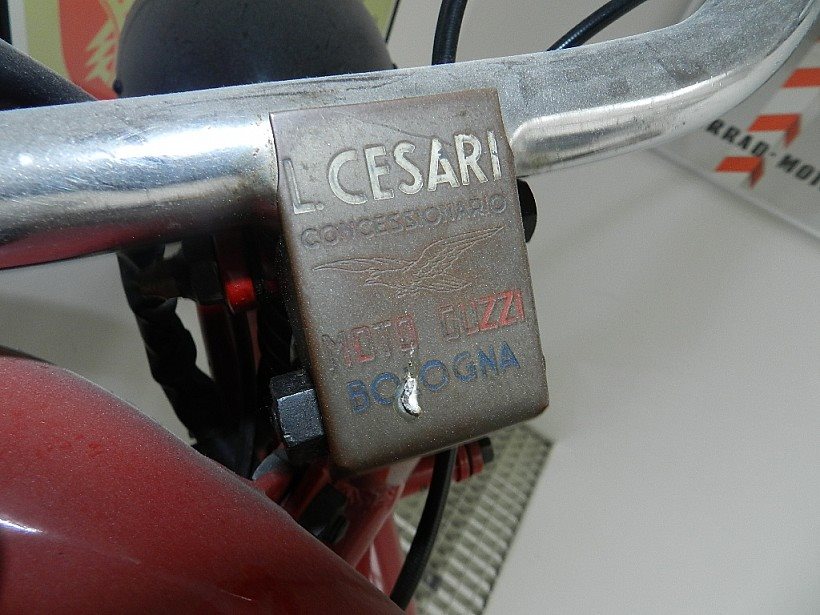 L. CESARI
CONCESSIONARIO
MOTO GUZZI
BOLOGNA